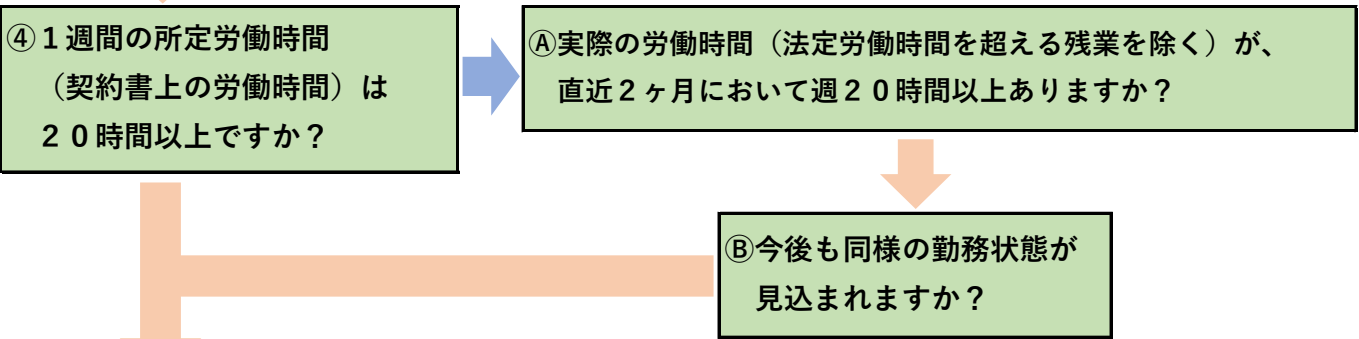 ④１週間の所定労働時間
（契約書上の労働時間）は
２０時間以上ですか？
Ⓐ実際の労働時間（法定労働時間を超える残業を除く）が、
直近２ヶ月において週２０時間以上ありますか？
Ⓑ今後も同様の勤務状態が
見込まれますか？